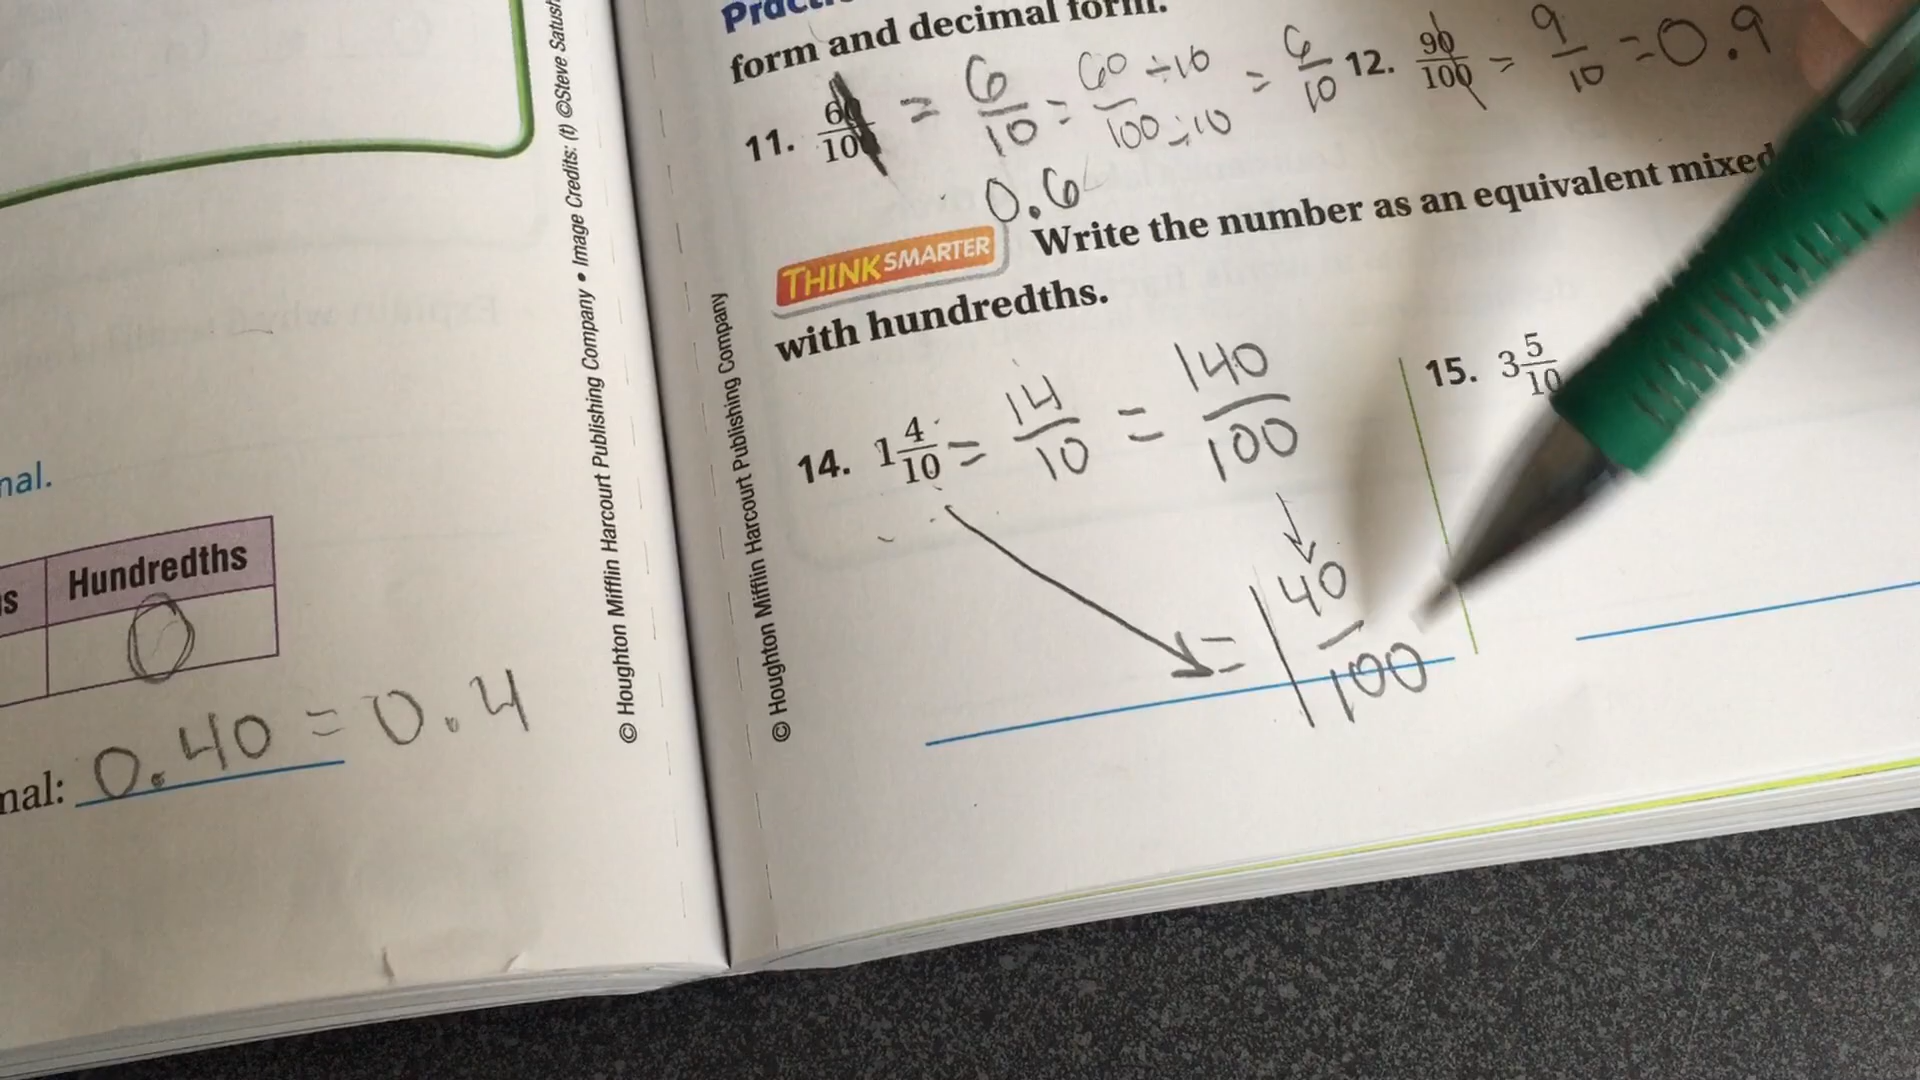 nal.
s Hundredths
0
nal: 0.40 = 0.4
© Houghton Mifflin Harcourt Publishing Company • Image Credits: (t) ©Steve
© Houghton Mifflin Harcourt Publishing Company
form and decimal form.
11. 60/100 = 6/10 = 60÷10/100÷10 = 6/10
0.6
12. 90/100 = 9/10 = 0.9
THINK SMARTER Write the number as an equivalent mixed
with hundredths.
14. 1 4/10 = 14/10 = 140/100
= 1 40/100
15. 3 5/10